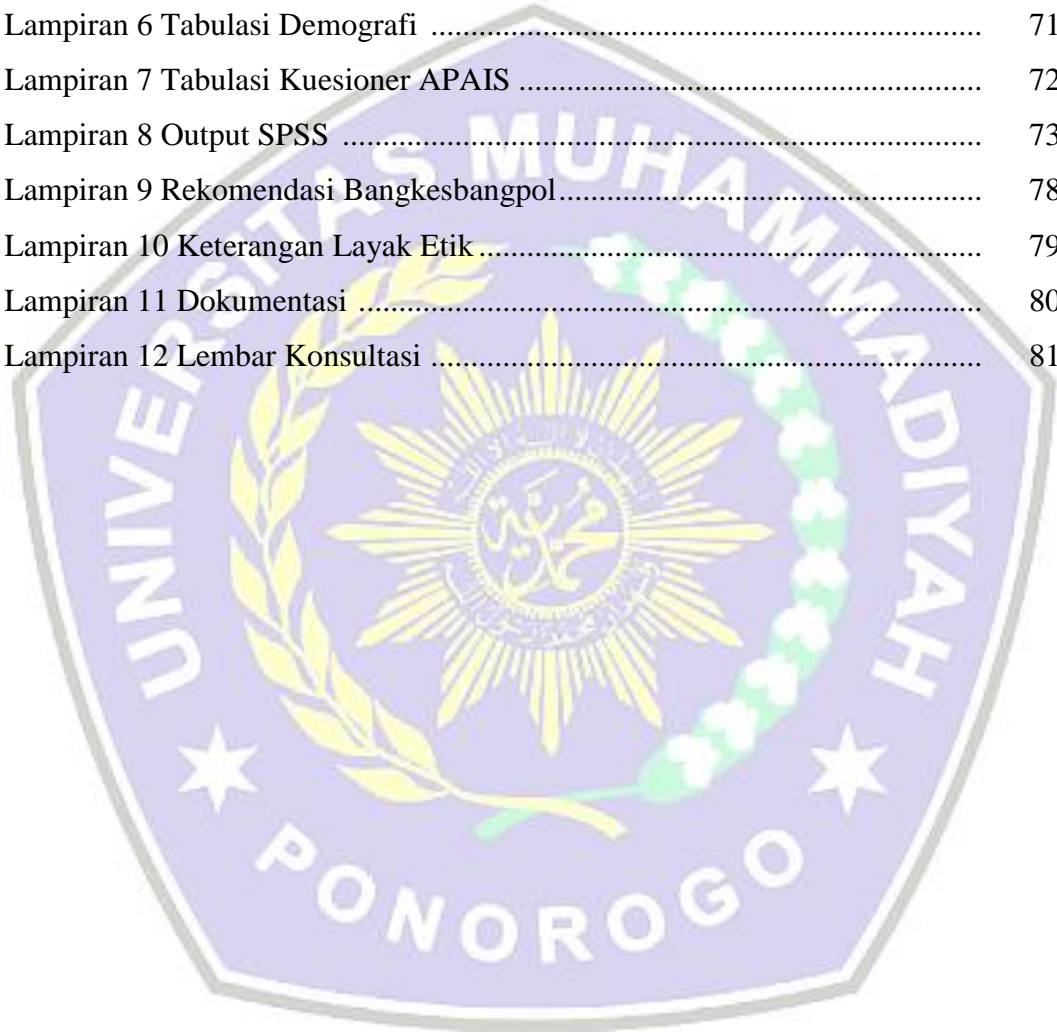 Lampiran 6 Tabulasi Demografi ................................................................... 71
Lampiran 7 Tabulasi Kuesioner APAIS ........................................................ 72
Lampiran 8 Output SPSS .............................................................................. 73
Lampiran 9 Rekomendasi Bangkesbangpol................................................... 78
Lampiran 10 Keterangan Layak Etik ............................................................. 79
Lampiran 11 Dokumentasi ............................................................................ 80
Lampiran 12 Lembar Konsultasi ................................................................... 81
UNIVERSITAS MUHAMMADIYAH
PONOROGO